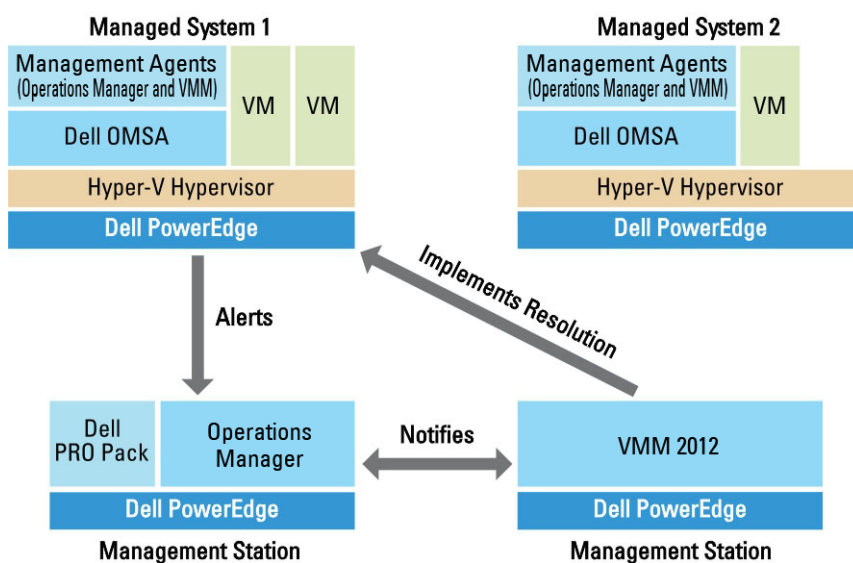 Managed System 1
Management Agents
(Operations Manager and VMM)
Dell OMSA
VM
VM
Hyper-V Hypervisor
Dell PowerEdge
Managed System 2
Management Agents
(Operations Manager and VMM)
Dell OMSA
VM
Hyper-V Hypervisor
Dell PowerEdge
Alerts
Implements Resolution
Dell
PRO Pack
Operations
Manager
Dell PowerEdge
Management Station
Notifies
VMM 2012
Dell PowerEdge
Management Station